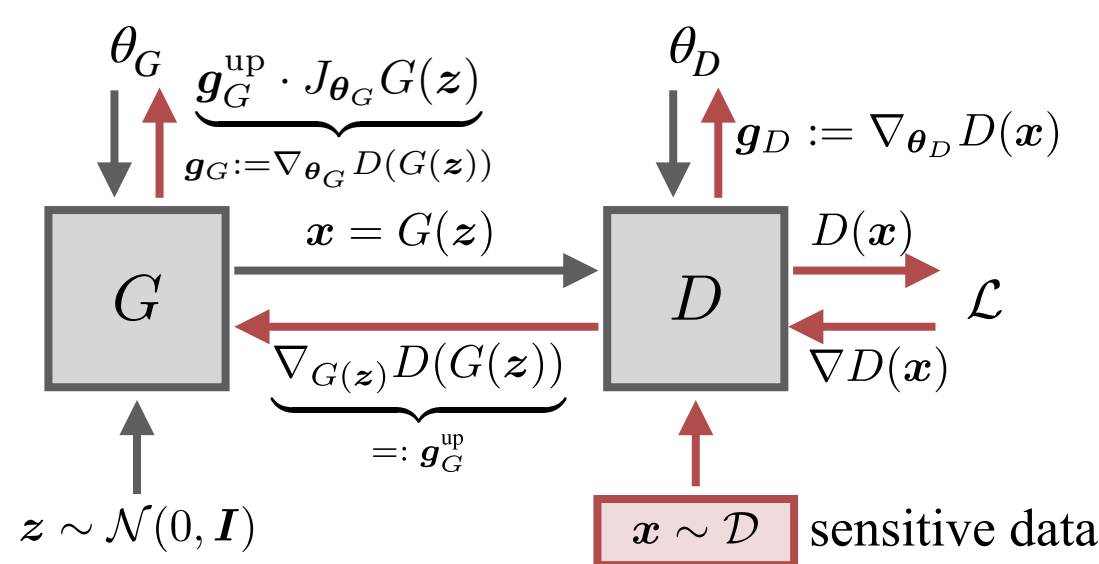 θ_G
g_G^up · J_{θ_G} G(z)
g_G := ∇_{θ_G} D(G(z))
θ_D
g_D := ∇_{θ_D} D(x)
x = G(z)
D(x)
G
D
ℒ
∇_{G(z)} D(G(z))
=: g_G^up
∇D(x)
z ∼ 𝒩(0, I)
x ∼ 𝒟
sensitive data